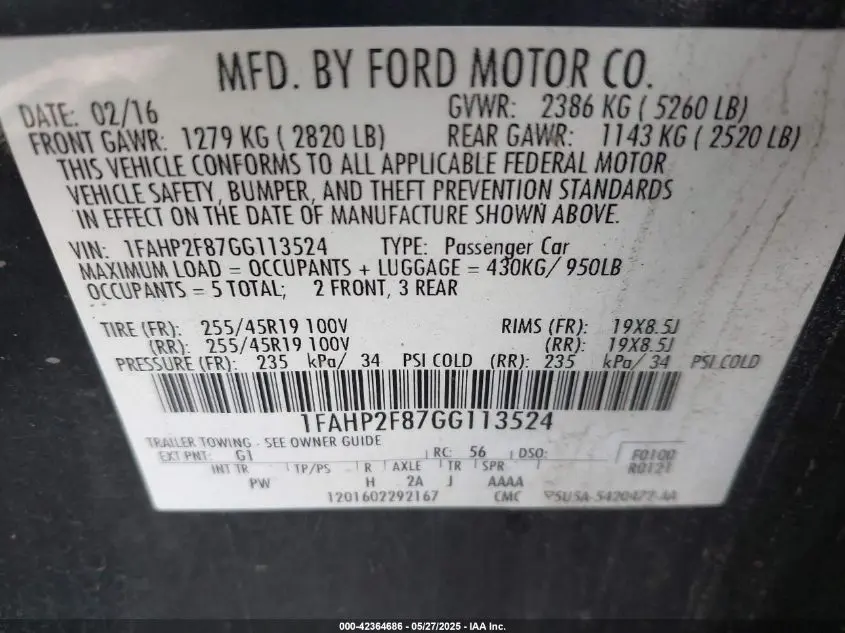 MFD. BY FORD MOTOR CO.
DATE: 02/16 GVWR: 2386 KG ( 5260 LB)
FRONT GAWR: 1279 KG ( 2820 LB) REAR GAWR: 1143 KG ( 2520 LB)
THIS VEHICLE CONFORMS TO ALL APPLICABLE FEDERAL MOTOR
VEHICLE SAFETY, BUMPER, AND THEFT PREVENTION STANDARDS
IN EFFECT ON THE DATE OF MANUFACTURE SHOWN ABOVE.
VIN: 1FAHP2F87GG113524 TYPE: Passenger Car
MAXIMUM LOAD = OCCUPANTS + LUGGAGE = 430KG/ 950LB
OCCUPANTS = 5 TOTAL; 2 FRONT, 3 REAR
TIRE (FR): 255/45R19 100V RIMS (FR): 19X8.5J
(RR): 255/45R19 100V (RR): 19X8.5J
PRESSURE (FR): 235 kPa/ 34 PSI COLD (RR): 235 kPa/ 34 PSI COLD
1FAHP2F87GG113524
TRAILER TOWING - SEE OWNER GUIDE
EXT PNT: G1 RC: 56 DSO: F0100
R0121
INT TR TP/PS R AXLE TR SPR
PW H 2A J AAAA
1201602292167 CMC
000-42364686 - 05/27/2025 - IAA Inc.